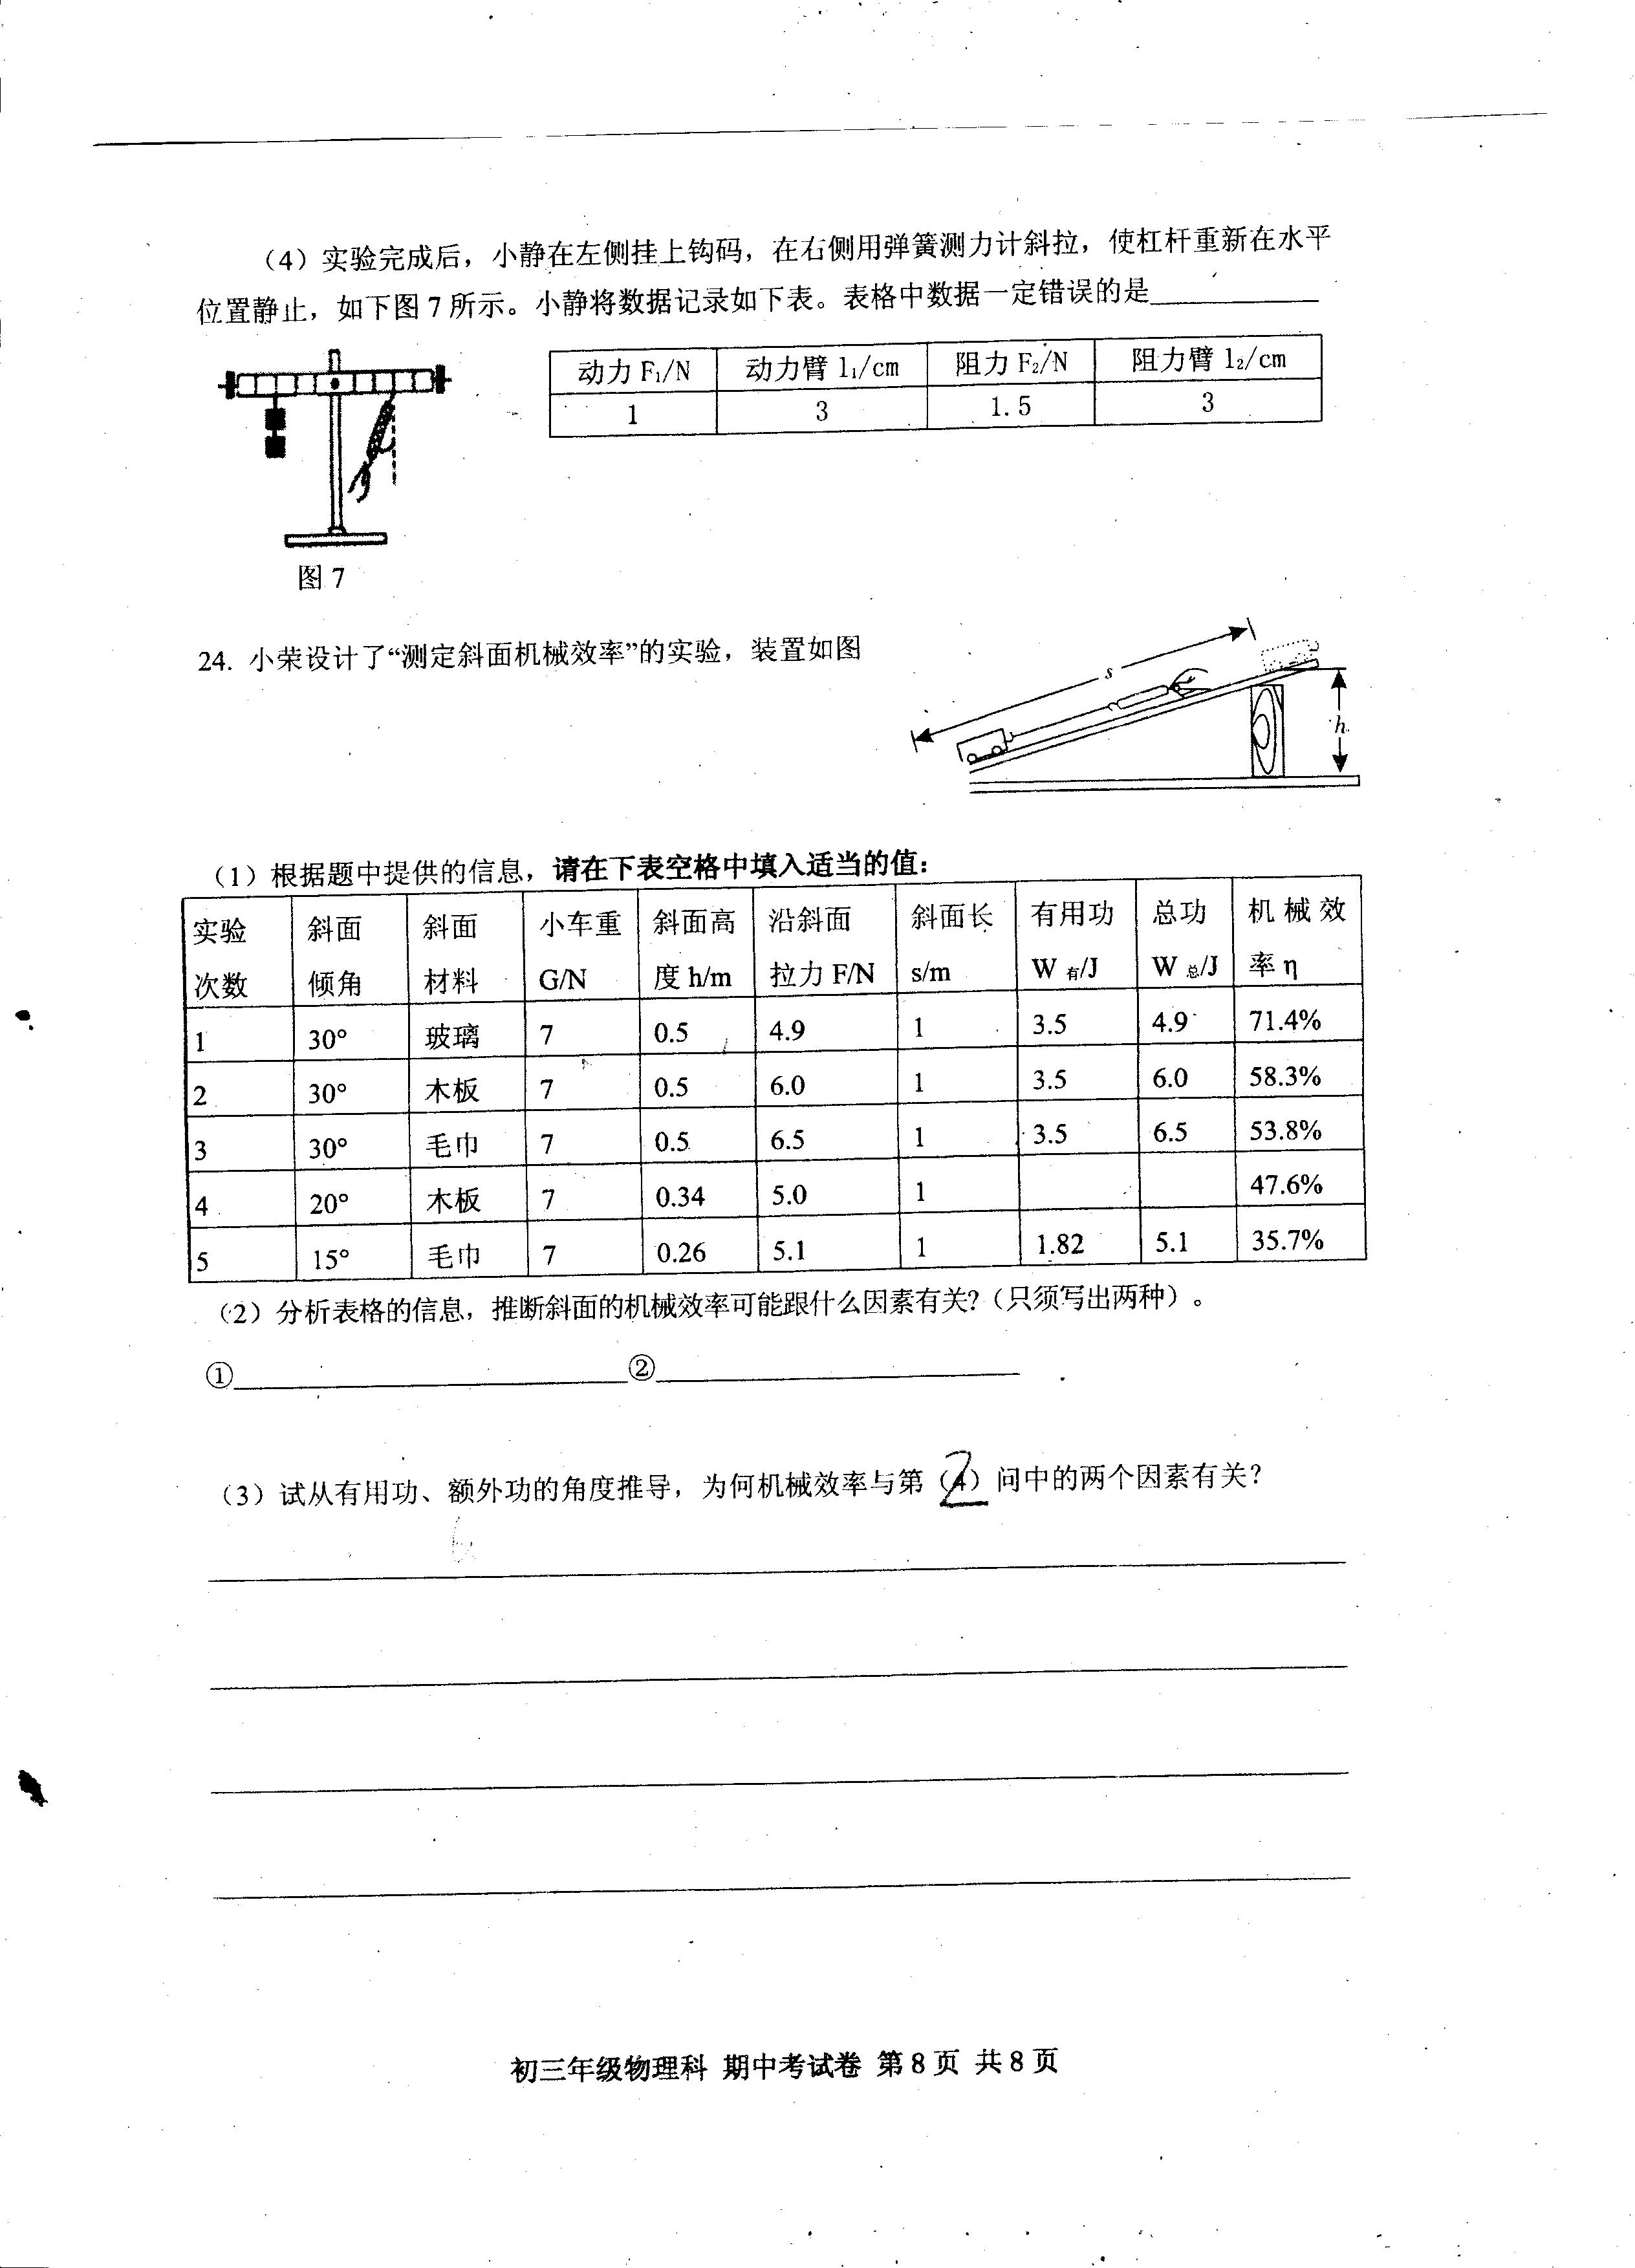 (4) 实验完成后，小静在左侧挂上钩码，在右侧用弹簧测力计斜拉，使杠杆重新在水平
位置静止，如下图 7 所示。小静将数据记录如下表。表格中数据一定错误的是
动力 F₁/N 动力臂 l₁/cm 阻力 F₂/N 阻力臂 l₂/cm
1 3 1.5 3
图 7
24. 小荣设计了“测定斜面机械效率”的实验，装置如图
s
h
(1) 根据题中提供的信息，请在下表空格中填入适当的值：
实验次数 斜面倾角 斜面材料 小车重 G/N 斜面高度 h/m 沿斜面拉力 F/N 斜面长 s/m 有用功 W有/J 总功 W总/J 机械效率 η
1 30° 玻璃 7 0.5 4.9 1 3.5 4.9 71.4%
2 30° 木板 7 0.5 6.0 1 3.5 6.0 58.3%
3 30° 毛巾 7 0.5 6.5 1 3.5 6.5 53.8%
4 20° 木板 7 0.34 5.0 1 47.6%
5 15° 毛巾 7 0.26 5.1 1 1.82 5.1 35.7%
(2) 分析表格的信息，推断斜面的机械效率可能跟什么因素有关？（只须写出两种）。
① ②
(3) 试从有用功、额外功的角度推导，为何机械效率与第 (2) 问中的两个因素有关？
初三年级物理科 期中考试卷 第 8 页 共 8 页